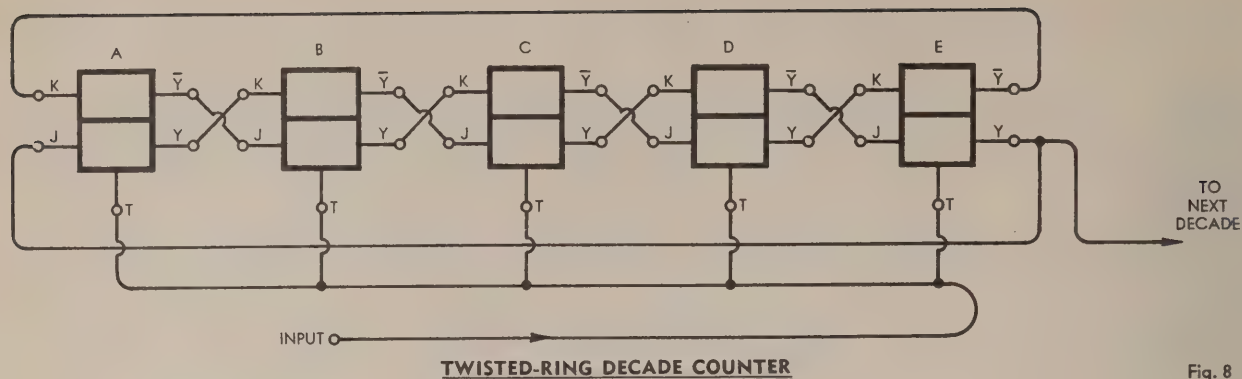 A B C D E
K Ȳ K Ȳ K Ȳ K Ȳ K Ȳ
J Y J Y J Y J Y J Y
T T T T T
TO
NEXT
DECADE
INPUT
TWISTED-RING DECADE COUNTER
Fig. 8